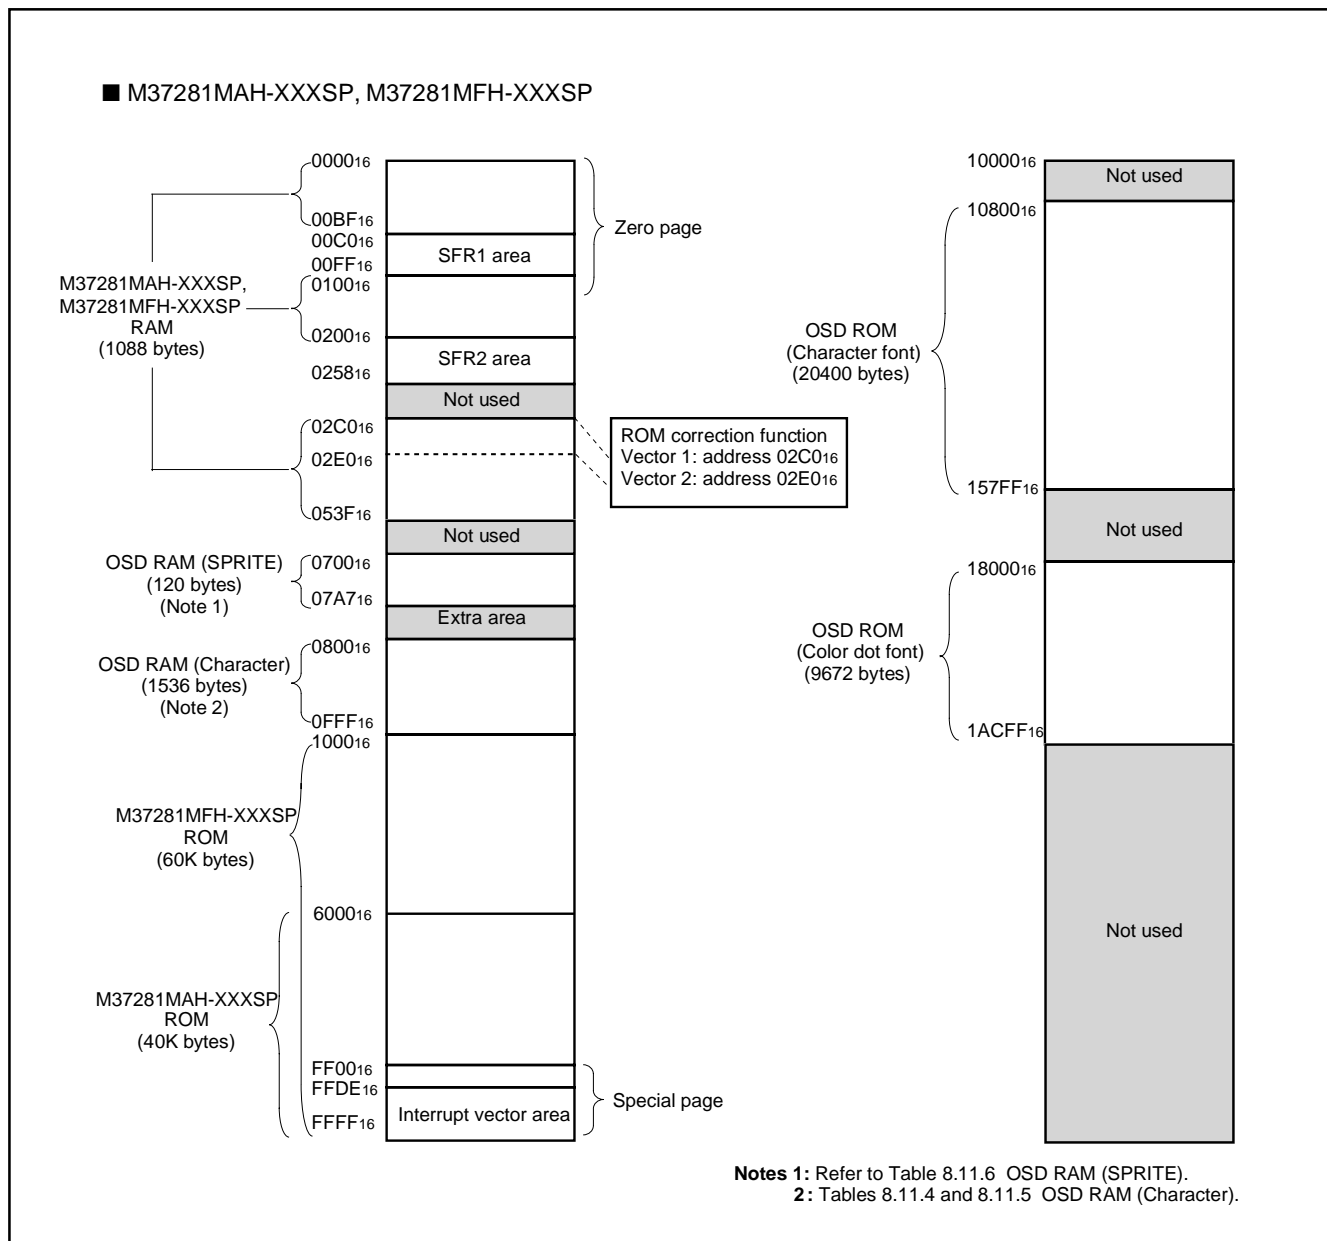 ■ M37281MAH-XXXSP, M37281MFH-XXXSP
0000₁₆
00BF₁₆
00C0₁₆
SFR1 area
00FF₁₆
Zero page
M37281MAH-XXXSP,
M37281MFH-XXXSP
RAM
(1088 bytes)
0100₁₆
0200₁₆
SFR2 area
0258₁₆
Not used
02C0₁₆
02E0₁₆
ROM correction function
Vector 1: address 02C0₁₆
Vector 2: address 02E0₁₆
053F₁₆
Not used
OSD RAM (SPRITE)
(120 bytes)
(Note 1)
0700₁₆
07A7₁₆
Extra area
OSD RAM (Character)
(1536 bytes)
(Note 2)
0800₁₆
0FFF₁₆
1000₁₆
M37281MFH-XXXSP
ROM
(60K bytes)
6000₁₆
M37281MAH-XXXSP
ROM
(40K bytes)
FF00₁₆
FFDE₁₆
FFFF₁₆
Interrupt vector area
Special page
10000₁₆
Not used
10800₁₆
OSD ROM
(Character font)
(20400 bytes)
157FF₁₆
Not used
18000₁₆
OSD ROM
(Color dot font)
(9672 bytes)
1ACFF₁₆
Not used
Notes 1: Refer to Table 8.11.6 OSD RAM (SPRITE).
2: Tables 8.11.4 and 8.11.5 OSD RAM (Character).